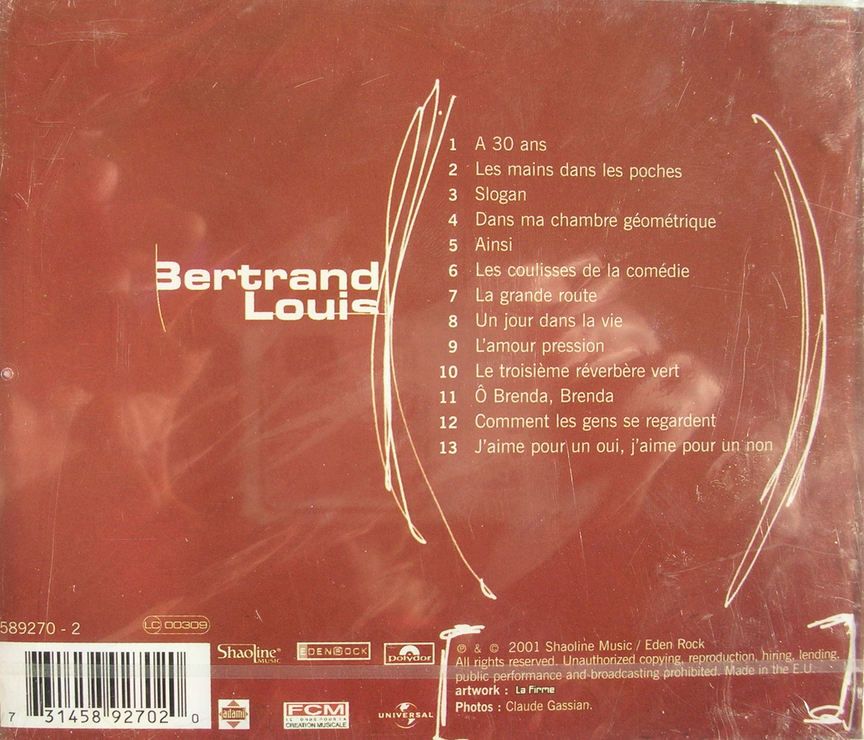 1 A 30 ans
2 Les mains dans les poches
3 Slogan
4 Dans ma chambre géométrique
5 Ainsi
6 Les coulisses de la comédie
7 La grande route
8 Un jour dans la vie
9 L'amour pression
10 Le troisième réverbère vert
11 Ô Brenda, Brenda
12 Comment les gens se regardent
13 J'aime pour un oui, j'aime pour un non
Bertrand
Louis
589270 - 2
LC 00309
7 31458 92702 0
Shaoline
MUSIC
EDENROCK
polydor
adami
FCM
CREATION MUSICALE
UNIVERSAL
℗ & © 2001 Shaoline Music / Eden Rock
All rights reserved. Unauthorized copying, reproduction, hiring, lending,
public performance and broadcasting prohibited. Made in the E.U.
artwork : La Firme
Photos : Claude Gassian.